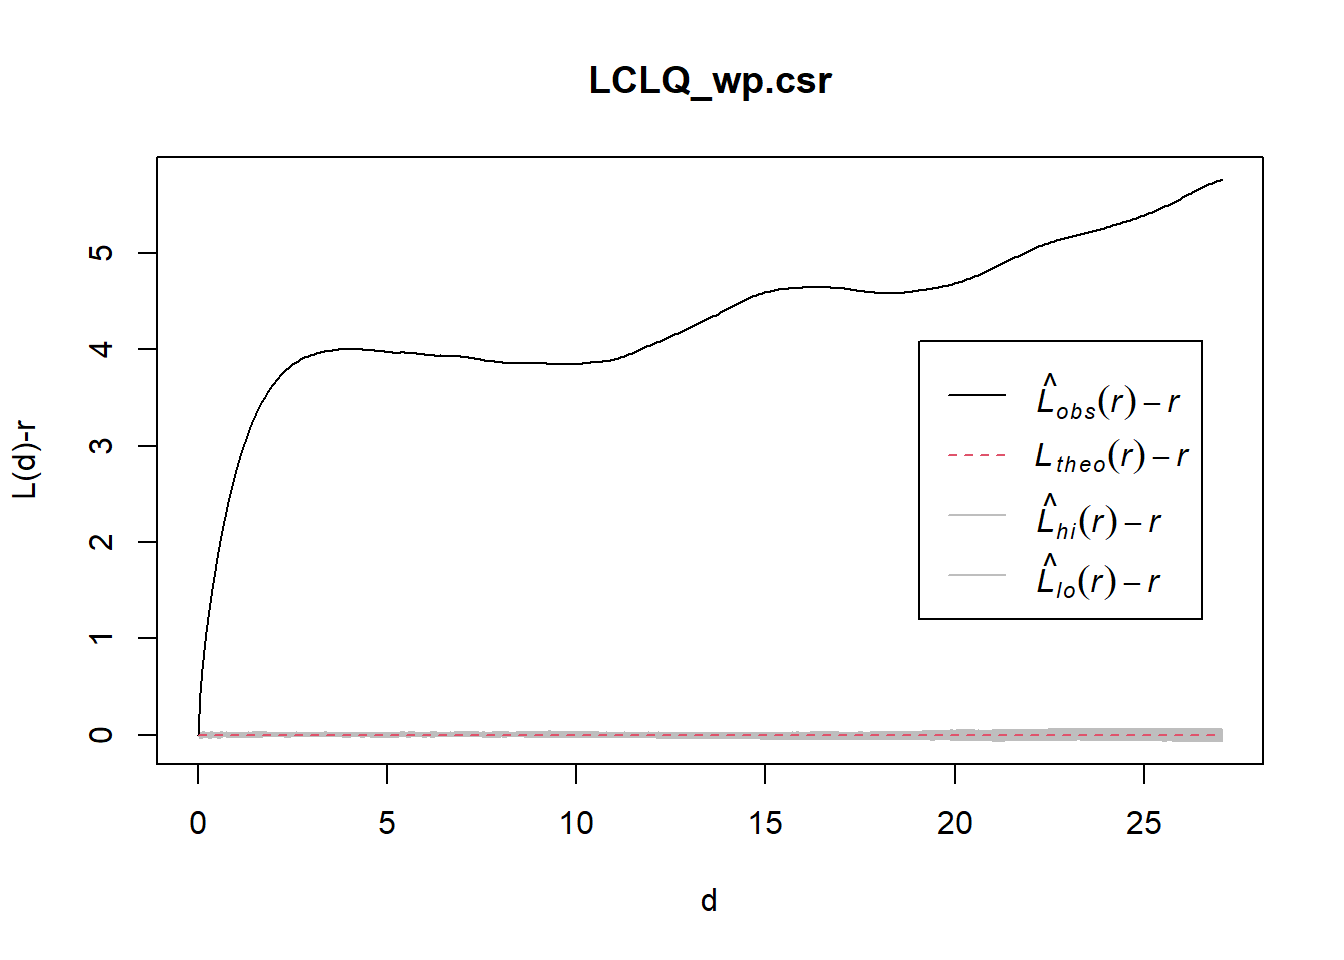 LCLQ_wp.csr
L(d)-r
5
4
3
2
1
0
L̂obs(r) − r
Ltheo(r) − r
L̂hi(r) − r
L̂lo(r) − r
0 5 10 15 20 25
d